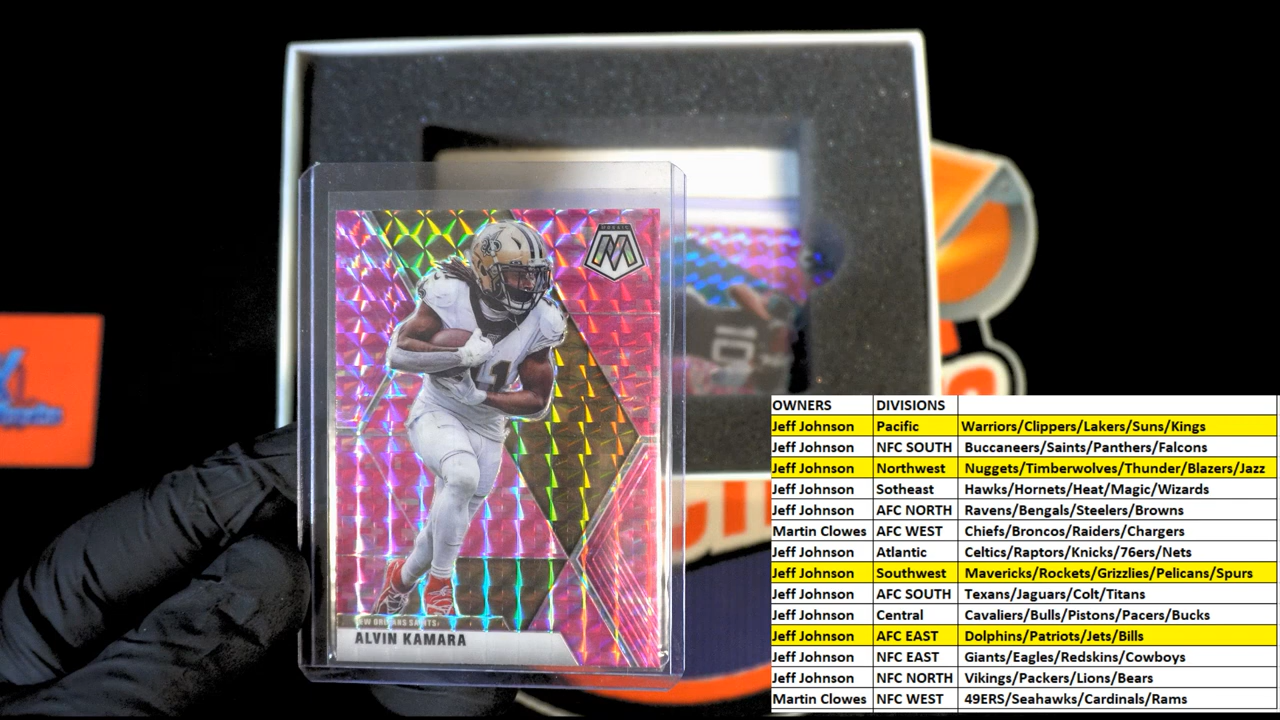 MOSAIC
M
10
41
NEW ORLEANS SAINTS
ALVIN KAMARA
OWNERS DIVISIONS
Jeff Johnson Pacific Warriors/Clippers/Lakers/Suns/Kings
Jeff Johnson NFC SOUTH Buccaneers/Saints/Panthers/Falcons
Jeff Johnson Northwest Nuggets/Timberwolves/Thunder/Blazers/Jazz
Jeff Johnson Sotheast Hawks/Hornets/Heat/Magic/Wizards
Jeff Johnson AFC NORTH Ravens/Bengals/Steelers/Browns
Martin Clowes AFC WEST Chiefs/Broncos/Raiders/Chargers
Jeff Johnson Atlantic Celtics/Raptors/Knicks/76ers/Nets
Jeff Johnson Southwest Mavericks/Rockets/Grizzlies/Pelicans/Spurs
Jeff Johnson AFC SOUTH Texans/Jaguars/Colt/Titans
Jeff Johnson Central Cavaliers/Bulls/Pistons/Pacers/Bucks
Jeff Johnson AFC EAST Dolphins/Patriots/Jets/Bills
Jeff Johnson NFC EAST Giants/Eagles/Redskins/Cowboys
Jeff Johnson NFC NORTH Vikings/Packers/Lions/Bears
Martin Clowes NFC WEST 49ERS/Seahawks/Cardinals/Rams